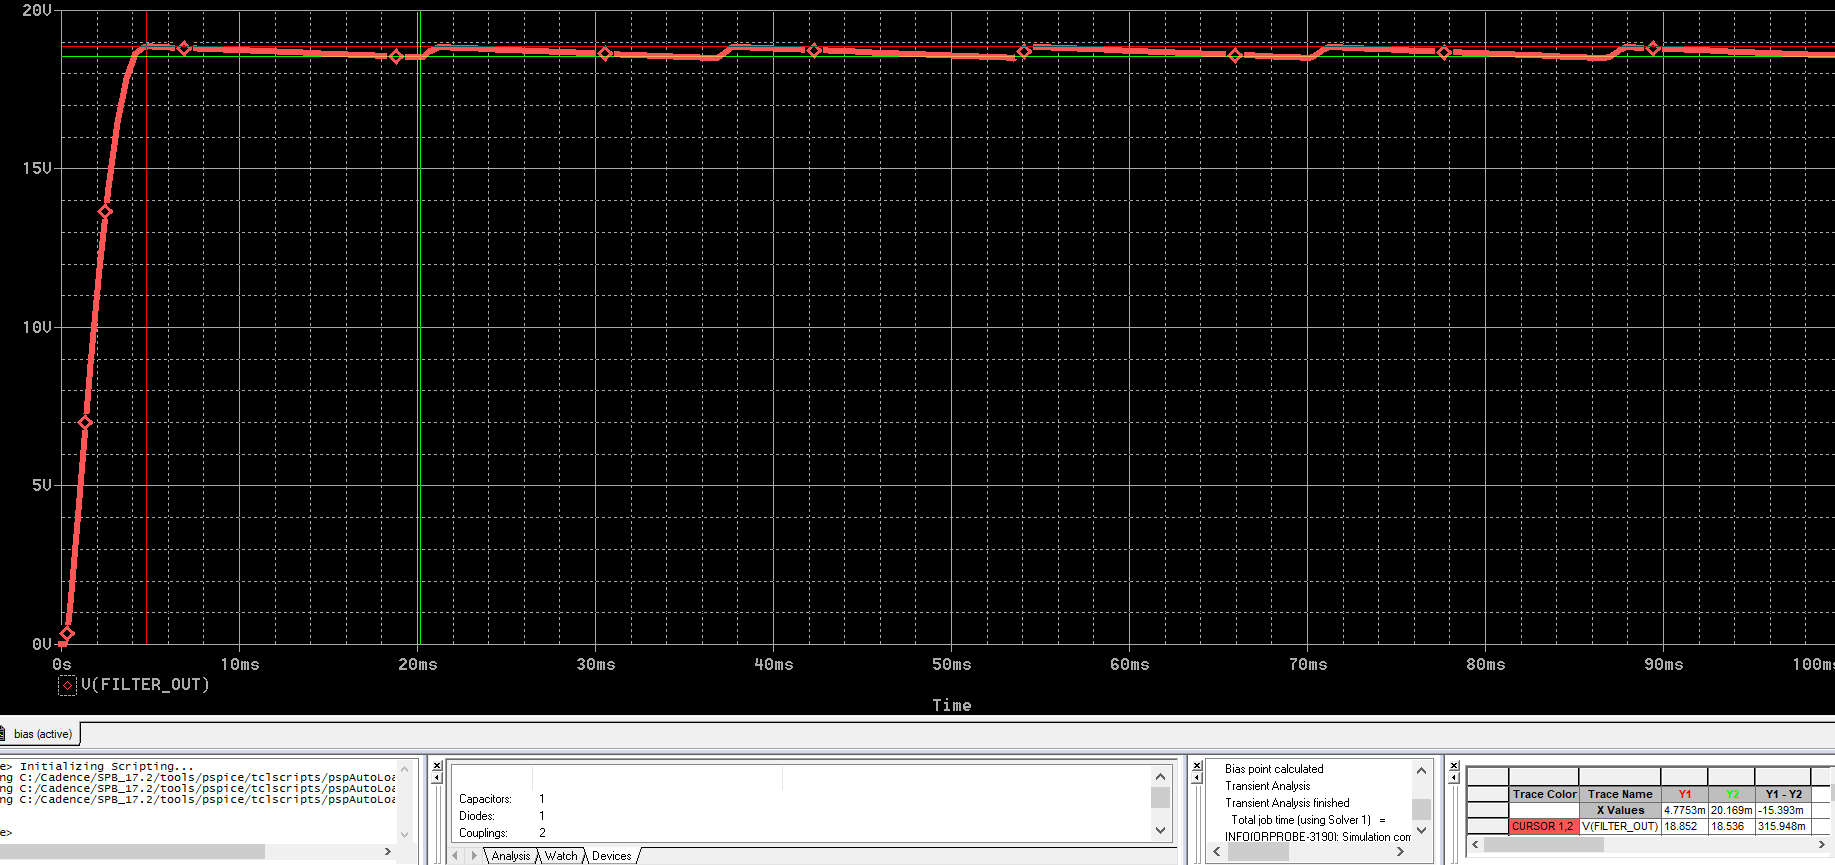 20V
15V
10V
5V
0V
0s 10ms 20ms 30ms 40ms 50ms 60ms 70ms 80ms 90ms 100ms
V(FILTER_OUT)
Time
bias (active)
e> Initializing Scripting...
ng C:/Cadence/SPB_17.2/tools/pspice/tclscripts/pspAutoLoa
ng C:/Cadence/SPB_17.2/tools/pspice/tclscripts/pspAutoLoa
ng C:/Cadence/SPB_17.2/tools/pspice/tclscripts/pspAutoLoa
e>
Capacitors: 1
Diodes: 1
Couplings: 2
Analysis Watch Devices
Bias point calculated
Transient Analysis
Transient Analysis finished
Total job time (using Solver 1) =
INFO(ORPROBE-3190): Simulation com
Trace Color Trace Name Y1 Y2 Y1 - Y2
X Values 4.7753m 20.169m -15.393m
CURSOR 1,2 V(FILTER_OUT) 18.852 18.536 315.948m